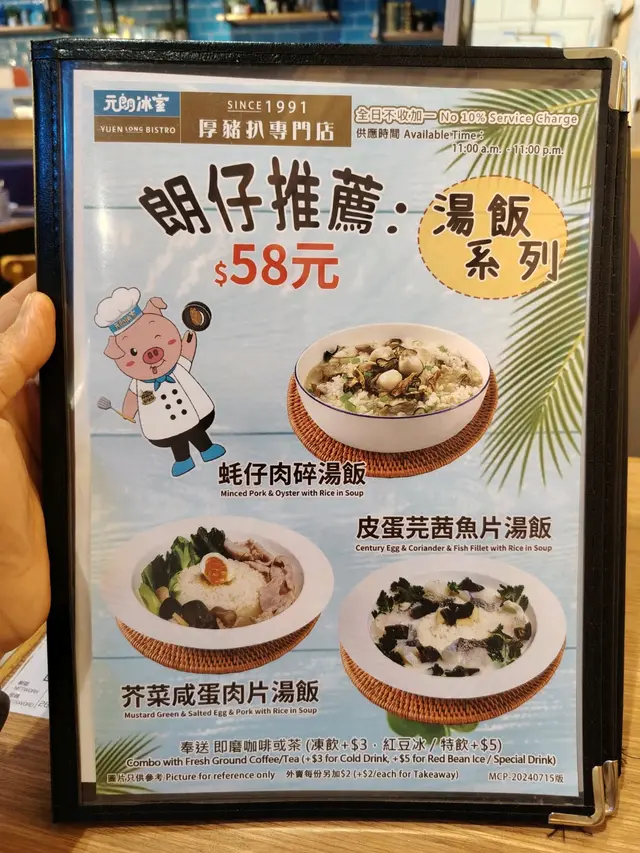 元朗冰室
YUEN LONG BISTRO
SINCE 1991
厚豬扒專門店
全日不收加一 No 10% Service Charge
供應時間 Available Time：
11:00 a.m. - 11:00 p.m.
朗仔推薦：
湯飯
系列
$58元
蚝仔肉碎湯飯
Minced Pork & Oyster with Rice in Soup
皮蛋芫茜魚片湯飯
Century Egg & Coriander & Fish Fillet with Rice in Soup
芥菜咸蛋肉片湯飯
Mustard Green & Salted Egg & Pork with Rice in Soup
奉送 即磨咖啡或茶 (凍飲+$3 · 紅豆冰 / 特飲+$5)
Combo with Fresh Ground Coffee/Tea (+$3 for Cold Drink, +$5 for Red Bean Ice / Special Drink)
圖片只供參考 Picture for reference only 外賣每份另加$2 (+$2/each for Takeaway)
MCP-20240715版